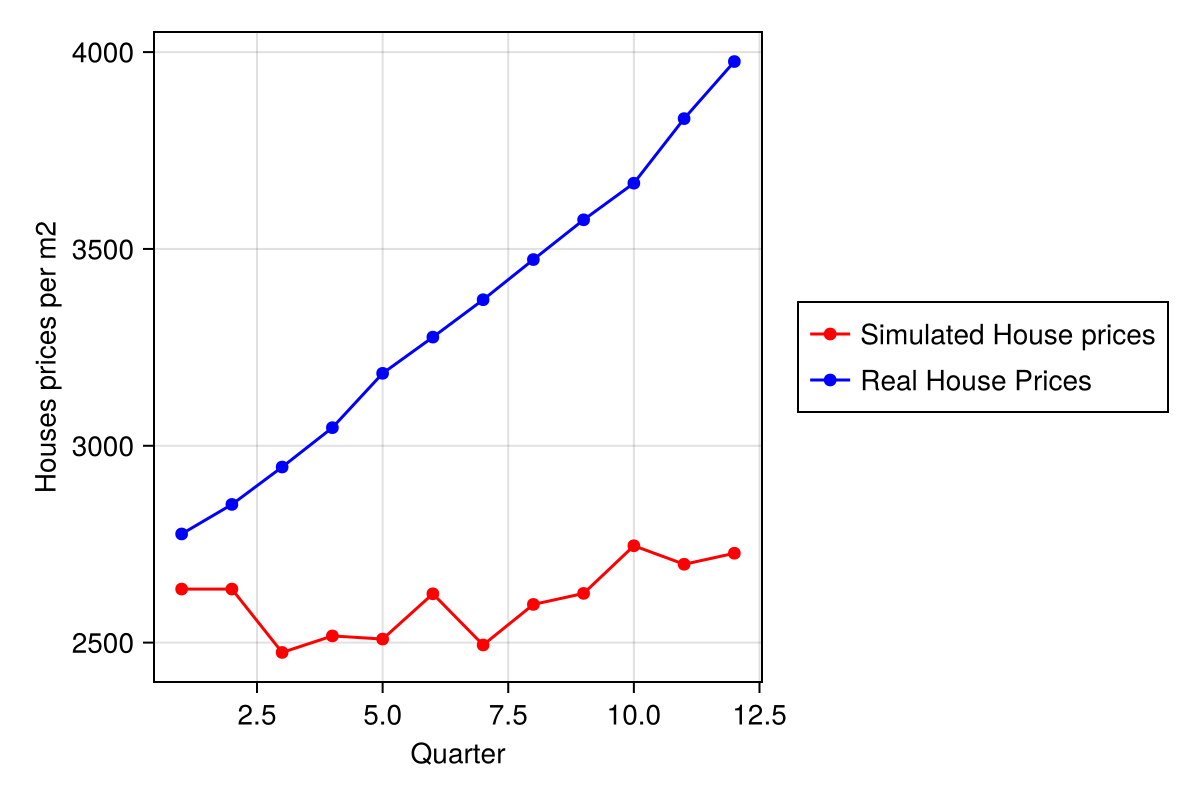 4000
3500
3000
2500
Houses prices per m2
2.5 5.0 7.5 10.0 12.5
Quarter
Simulated House prices
Real House Prices